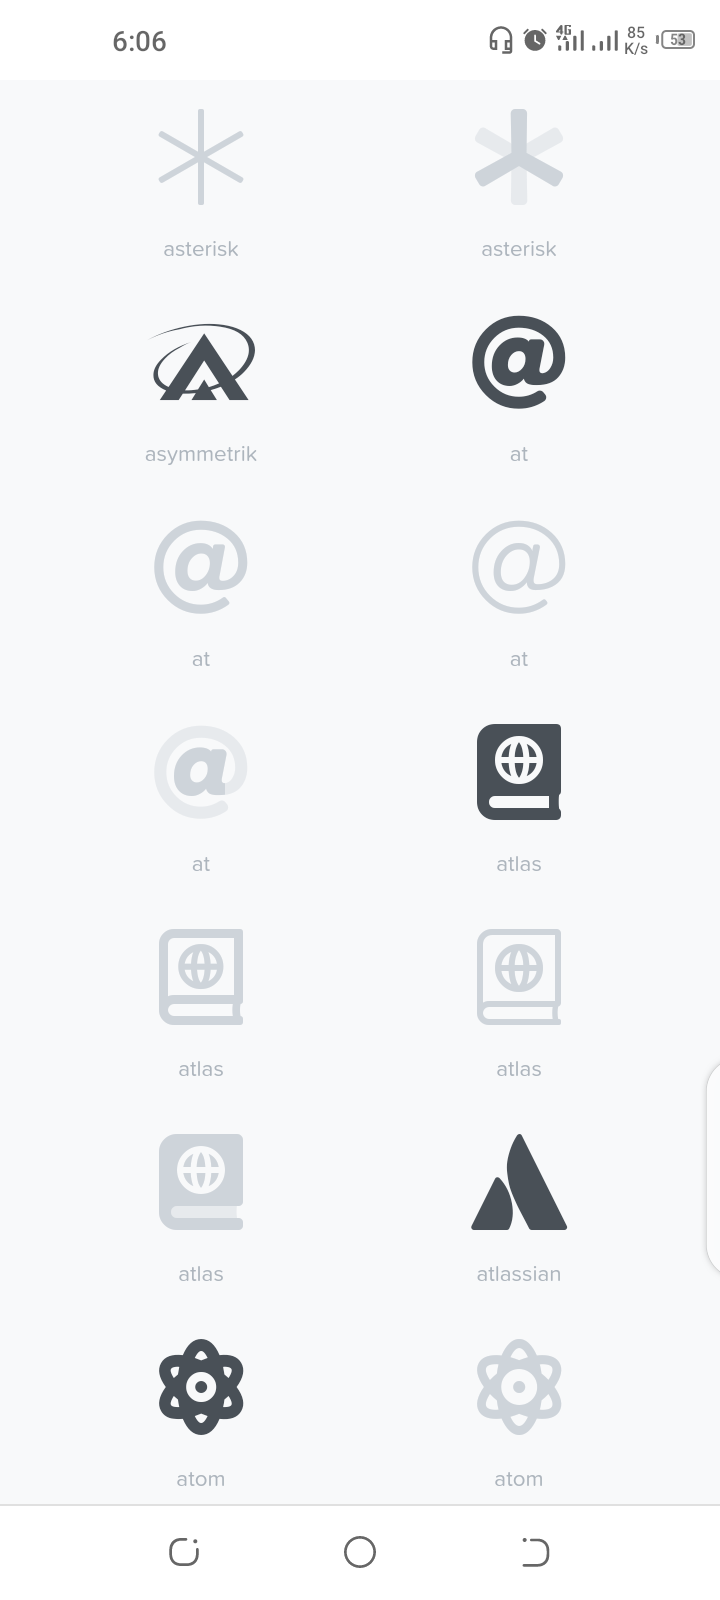 6:06
4G
85
K/s
53
asterisk
asterisk
asymmetrik
at
at
at
at
atlas
atlas
atlas
atlas
atlassian
atom
atom